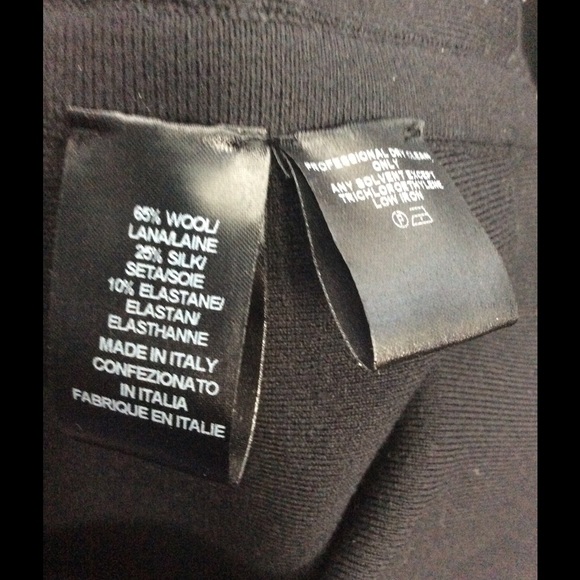 65% WOOL/
LANA/LAINE
25% SILK/
SETA/SOIE
10% ELASTANE/
ELASTAN/
ELASTHANNE
MADE IN ITALY
CONFEZIONATO
IN ITALIA
FABRIQUE EN ITALIE
PROFESSIONAL DRY CLEAN
ONLY
ANY SOLVENT EXCEPT
TRICHLOROETHYLENE
LOW IRON
P